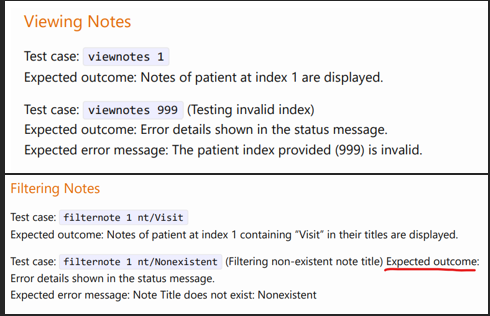 Viewing Notes
Test case: viewnotes 1
Expected outcome: Notes of patient at index 1 are displayed.
Test case: viewnotes 999 (Testing invalid index)
Expected outcome: Error details shown in the status message.
Expected error message: The patient index provided (999) is invalid.
Filtering Notes
Test case: filternote 1 nt/Visit
Expected outcome: Notes of patient at index 1 containing “Visit” in their titles are displayed.
Test case: filternote 1 nt/Nonexistent (Filtering non-existent note title) Expected outcome:
Error details shown in the status message.
Expected error message: Note Title does not exist: Nonexistent